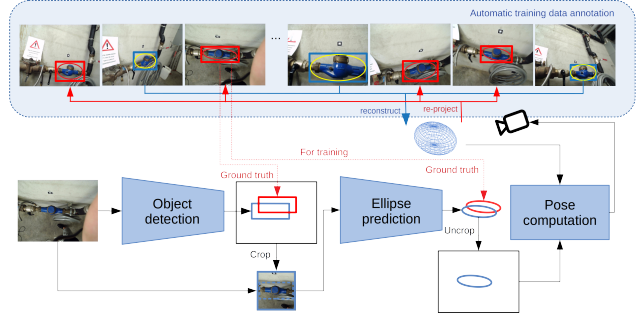 Automatic training data annotation
...
reconstruct
re-project
For training
Ground truth
Ground truth
Object
detection
Ellipse
prediction
Pose
computation
Uncrop
Crop